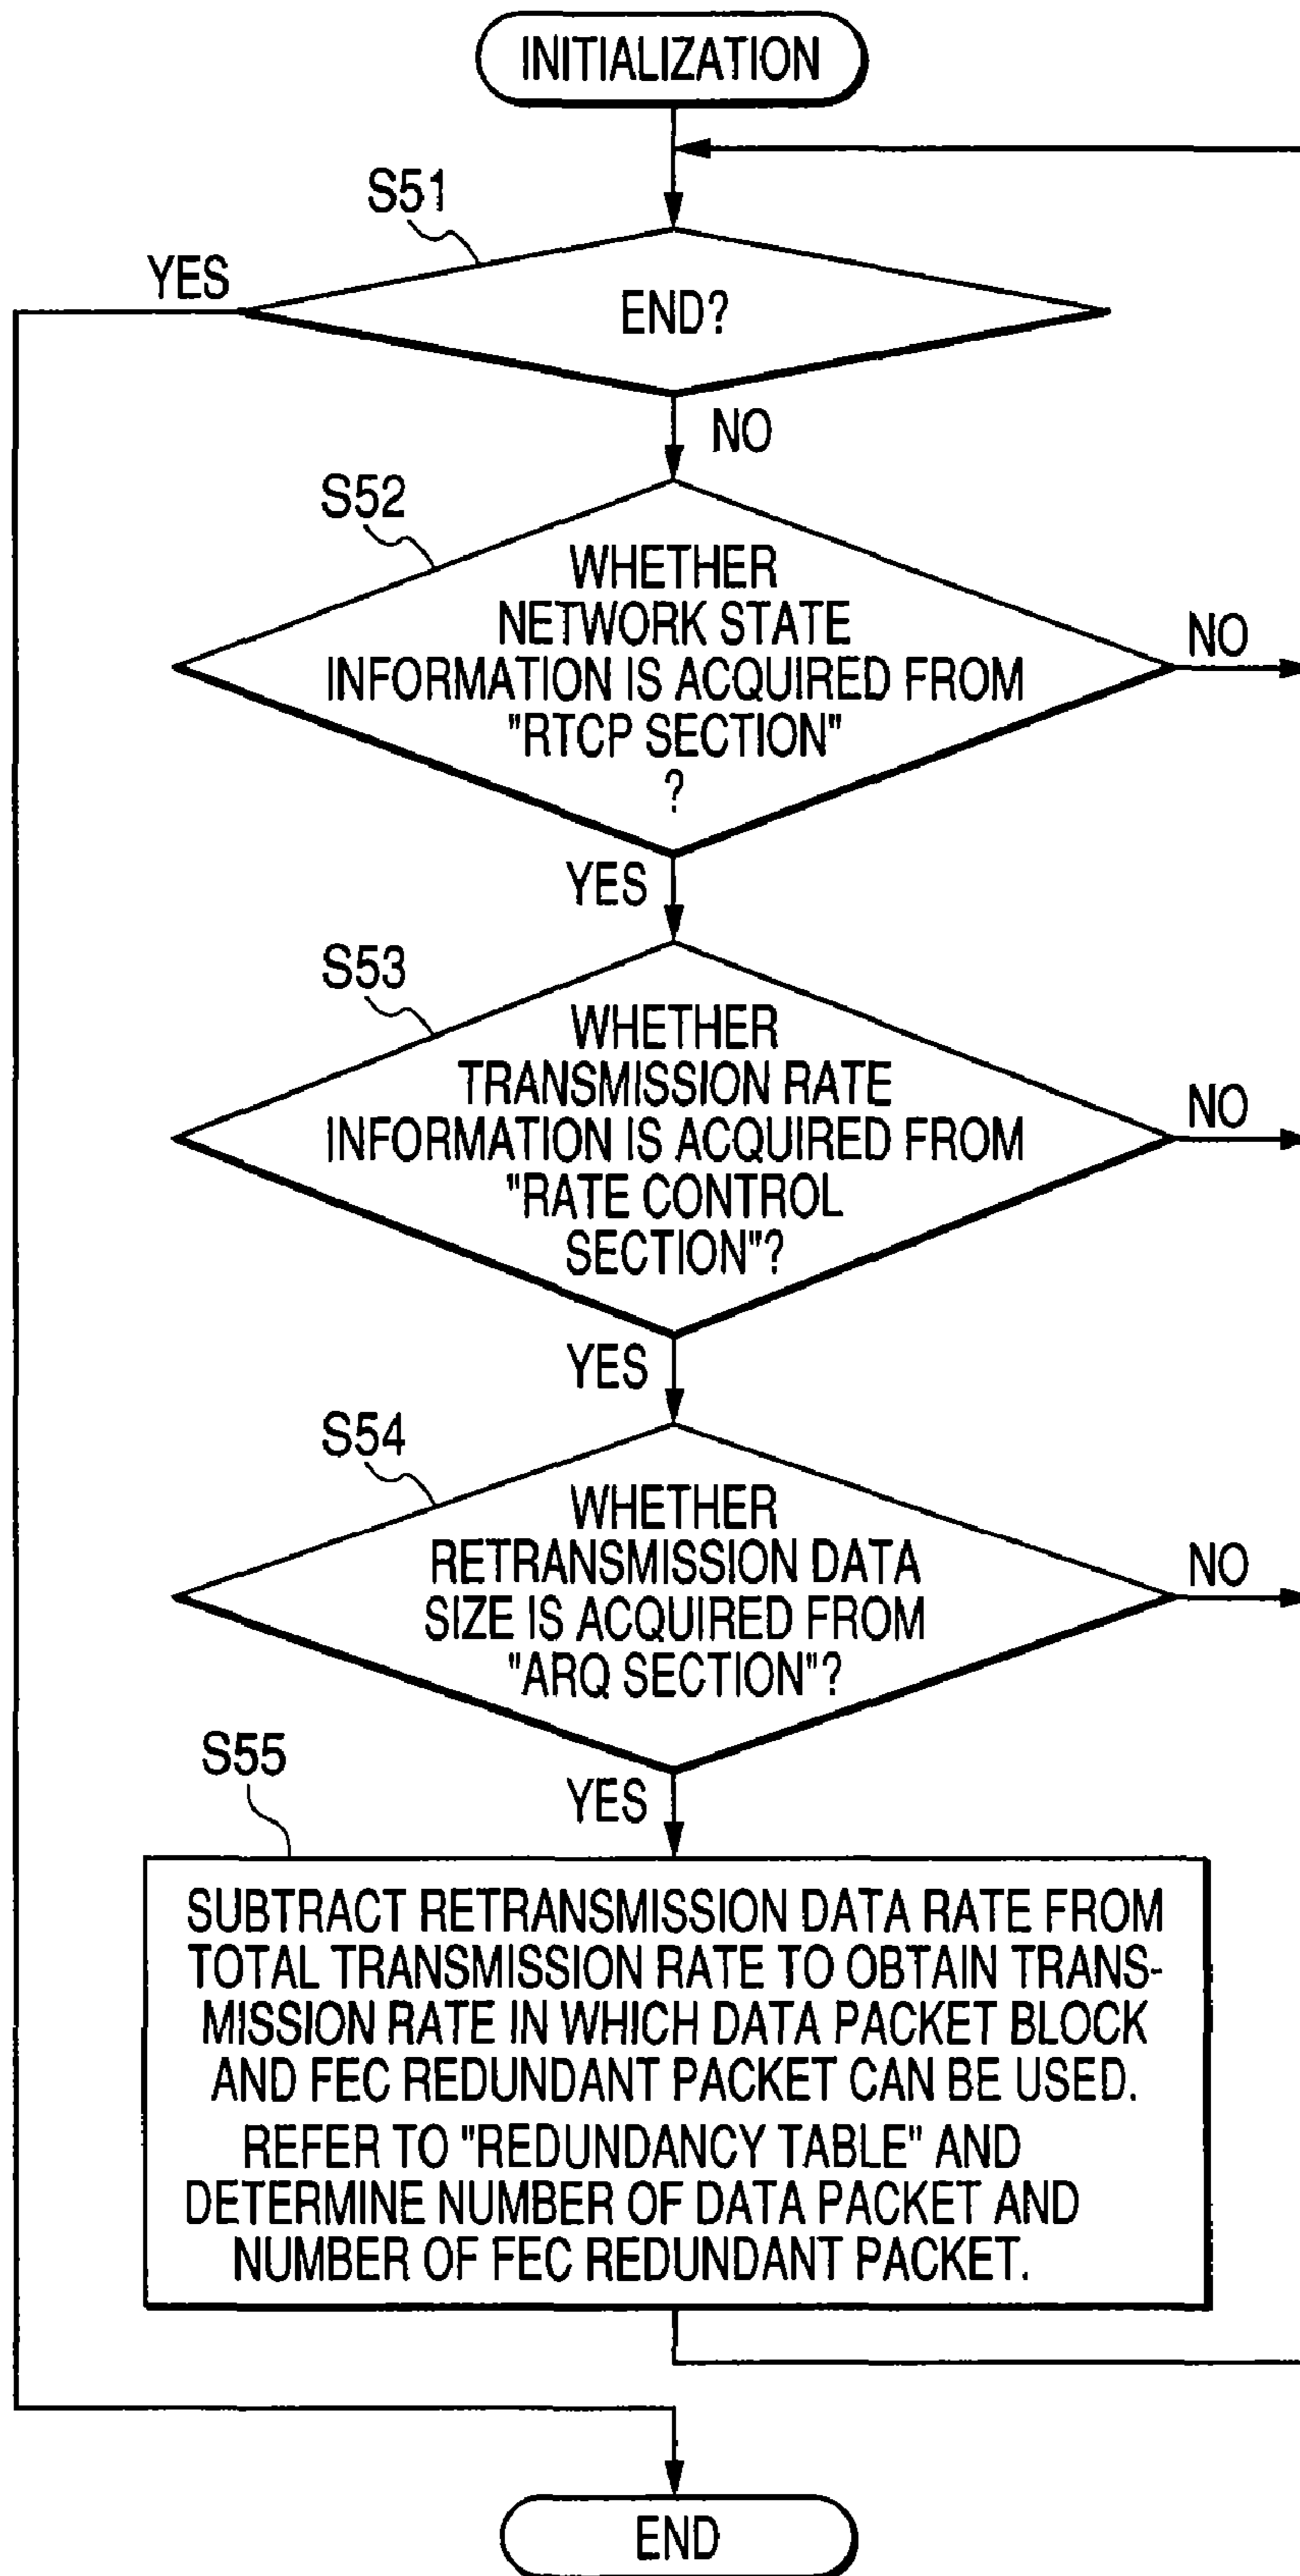 INITIALIZATION
S51
YES
END?
NO
S52
WHETHER
NETWORK STATE
INFORMATION IS ACQUIRED FROM
"RTCP SECTION"
?
NO
YES
S53
WHETHER
TRANSMISSION RATE
INFORMATION IS ACQUIRED FROM
"RATE CONTROL
SECTION"?
NO
YES
S54
WHETHER
RETRANSMISSION DATA
SIZE IS ACQUIRED FROM
"ARQ SECTION"?
NO
YES
S55
SUBTRACT RETRANSMISSION DATA RATE FROM
TOTAL TRANSMISSION RATE TO OBTAIN TRANS-
MISSION RATE IN WHICH DATA PACKET BLOCK
AND FEC REDUNDANT PACKET CAN BE USED.
REFER TO "REDUNDANCY TABLE" AND
DETERMINE NUMBER OF DATA PACKET AND
NUMBER OF FEC REDUNDANT PACKET.
END